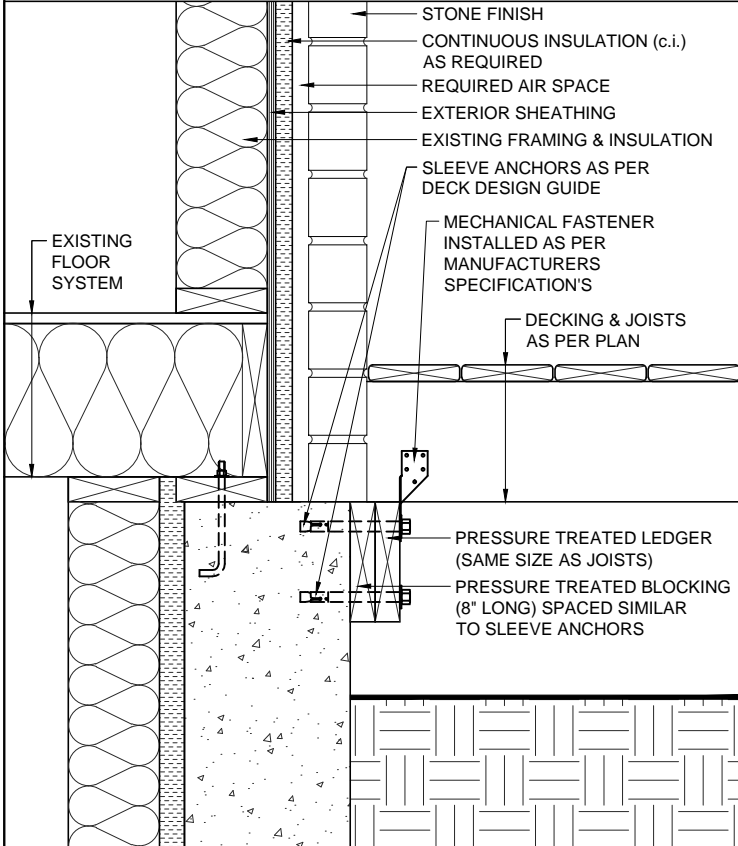 STONE FINISH
CONTINUOUS INSULATION (c.i.)
AS REQUIRED
REQUIRED AIR SPACE
EXTERIOR SHEATHING
EXISTING FRAMING & INSULATION
SLEEVE ANCHORS AS PER
DECK DESIGN GUIDE
MECHANICAL FASTENER
INSTALLED AS PER
MANUFACTURERS
SPECIFICATION'S
EXISTING
FLOOR
SYSTEM
DECKING & JOISTS
AS PER PLAN
PRESSURE TREATED LEDGER
(SAME SIZE AS JOISTS)
PRESSURE TREATED BLOCKING
(8" LONG) SPACED SIMILAR
TO SLEEVE ANCHORS